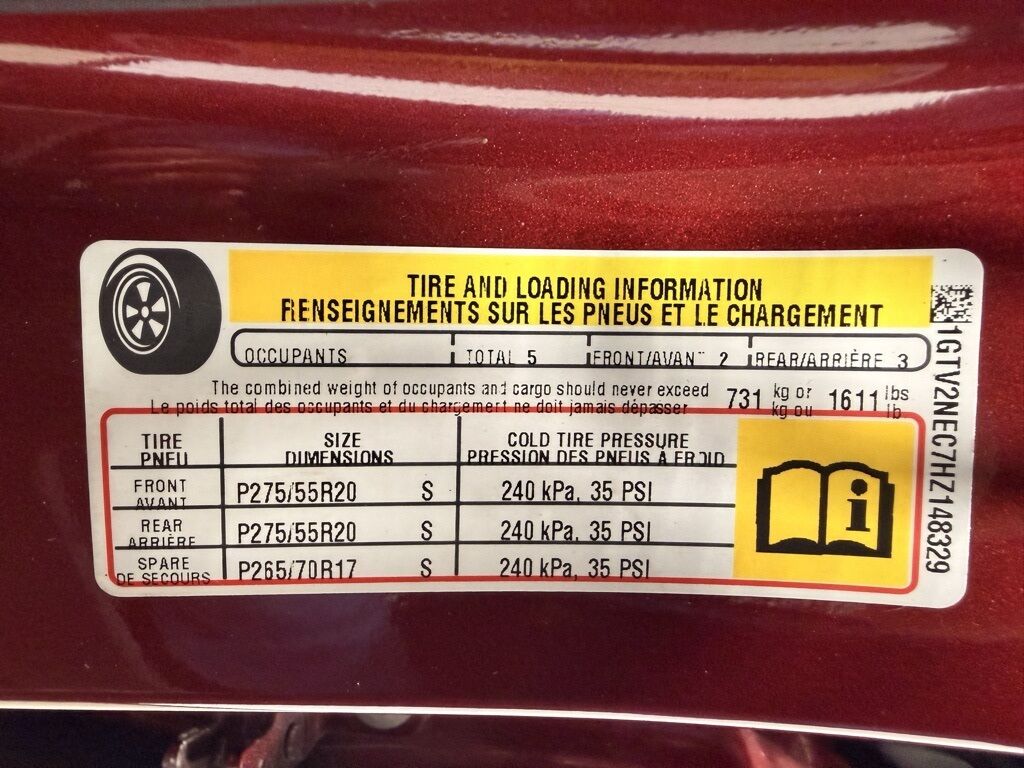 TIRE AND LOADING INFORMATION
RENSEIGNEMENTS SUR LES PNEUS ET LE CHARGEMENT
OCCUPANTS TOTAL 5 FRONT/AVANT 2 REAR/ARRIÈRE 3
The combined weight of occupants and cargo should never exceed 731 kg or 1611 lbs
Le poids total des occupants et du chargement ne doit jamais dépasser kg ou lb
TIRE SIZE COLD TIRE PRESSURE
PNEU DIMENSIONS PRESSION DES PNEUS A FROID
FRONT
AVANT P275/55R20 S 240 kPa, 35 PSI
REAR
ARRIÈRE P275/55R20 S 240 kPa, 35 PSI
SPARE
DE SECOURS P265/70R17 S 240 kPa, 35 PSI
i
1GTV2NEC7HZ148329